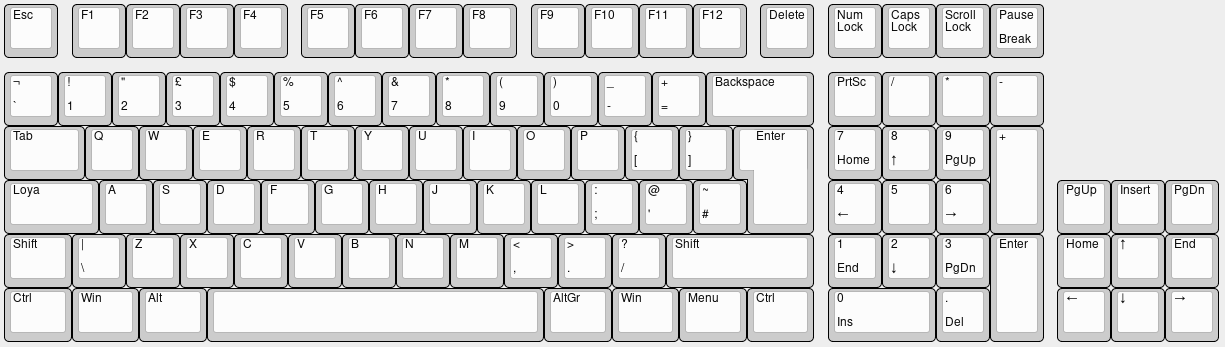 Esc F1 F2 F3 F4 F5 F6 F7 F8 F9 F10 F11 F12 Delete Num Caps Scroll Pause
Lock Lock Lock
Break
¬ ! " £ $ % ^ & * ( ) _ + Backspace PrtSc / * -
` 1 2 3 4 5 6 7 8 9 0 - =
Tab Q W E R T Y U I O P { } Enter 7 8 9 +
[ ] Home ↑ PgUp
Loya A S D F G H J K L : @ ~ 4 5 6 PgUp Insert PgDn
; ' # ← →
Shift | Z X C V B N M < > ? Shift 1 2 3 Enter Home ↑ End
\ , . / End ↓ PgDn
Ctrl Win Alt AltGr Win Menu Ctrl 0 . ← ↓ →
Ins Del